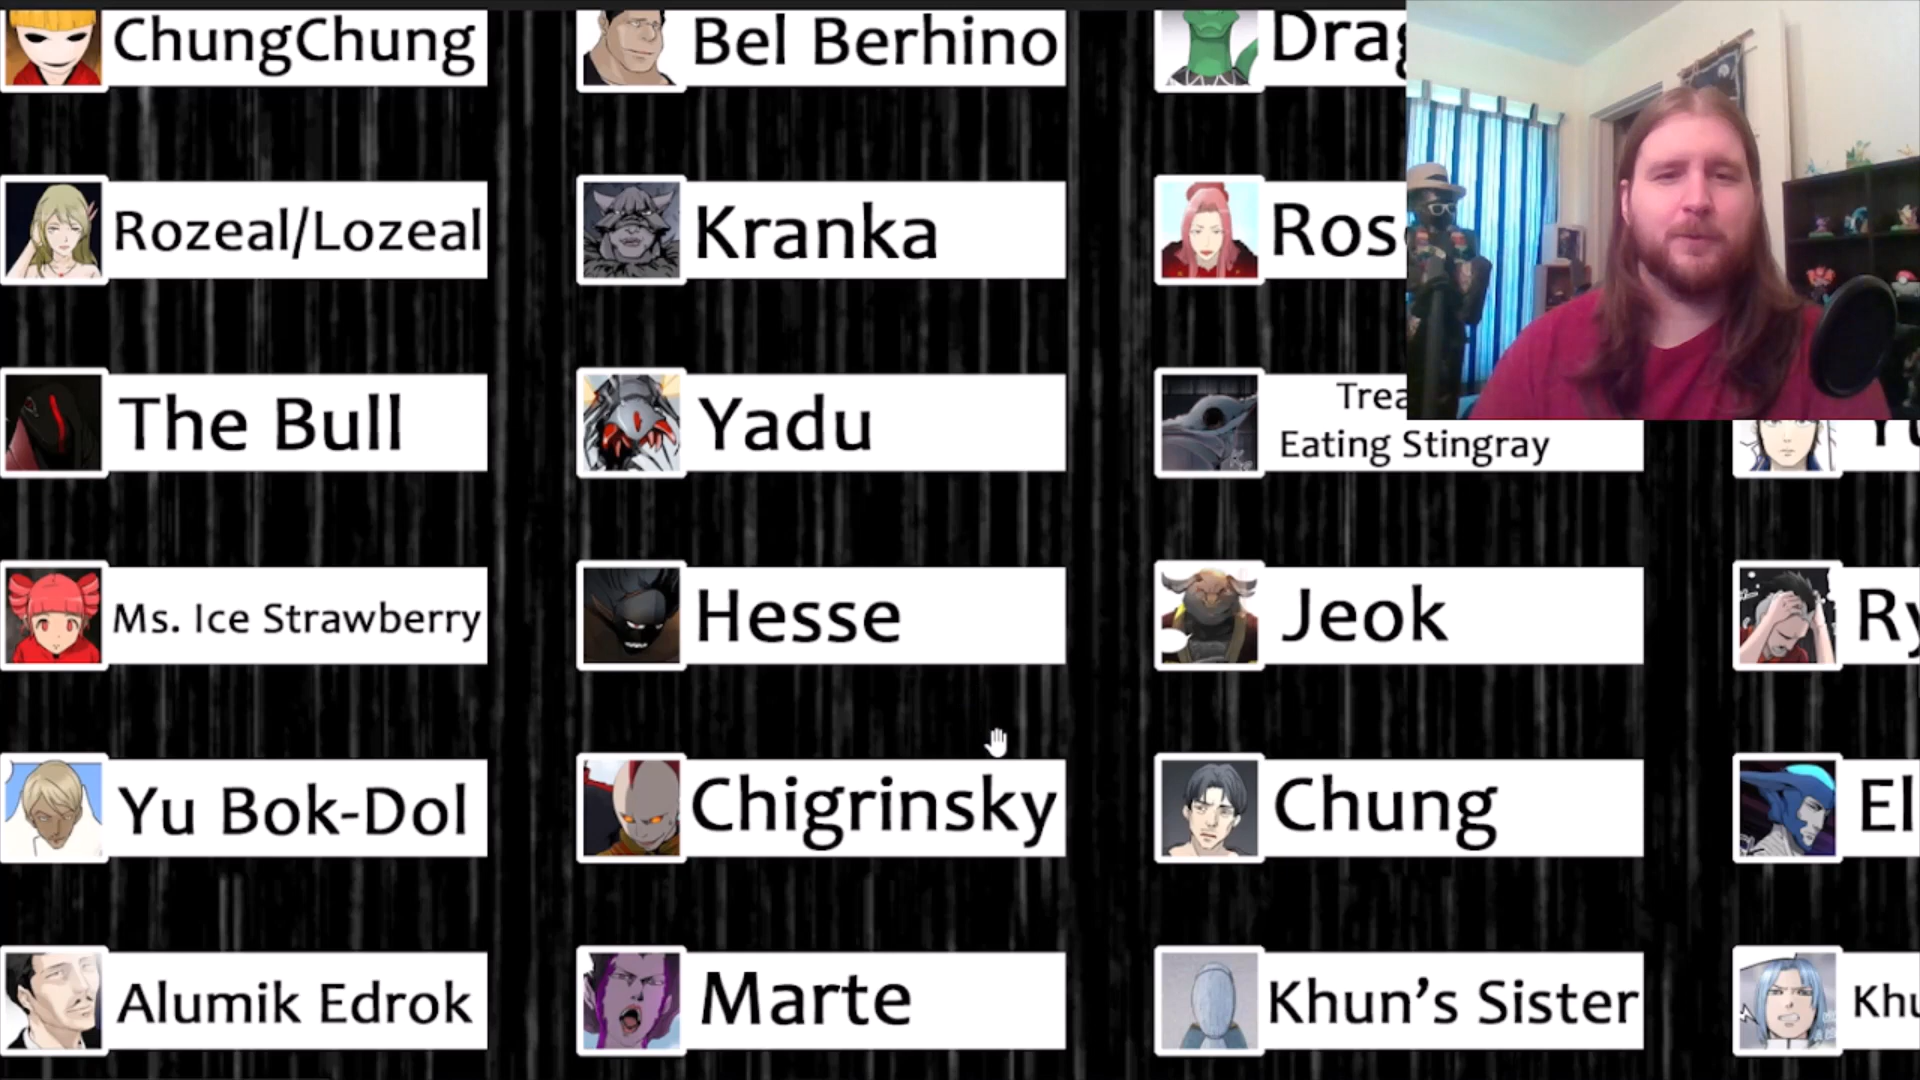 ChungChung
Bel Berhino
Rozeal/Lozeal
Kranka
The Bull
Yadu
Eating Stingray
Ms. Ice Strawberry
Hesse
Jeok
Yu Bok-Dol
Chigrinsky
Chung
Alumik Edrok
Marte
Khun's Sister